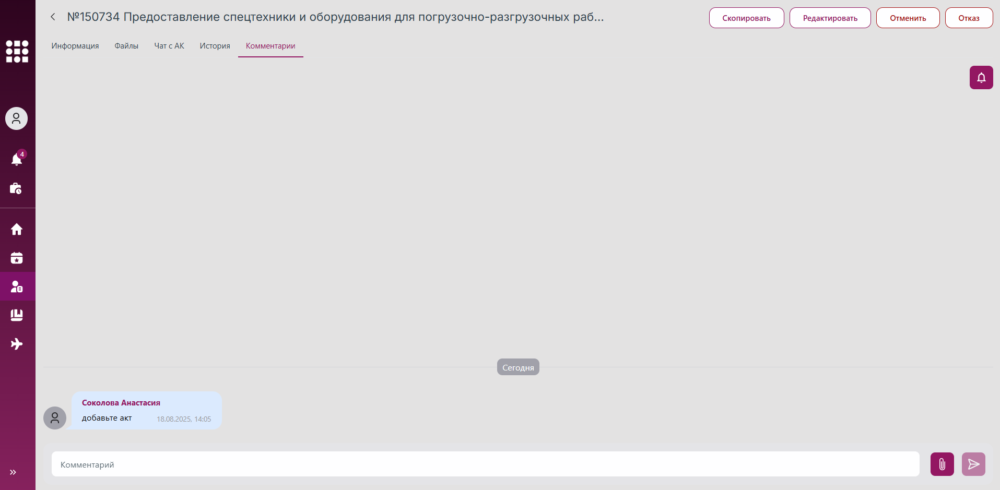 №150734 Предоставление спецтехники и оборудования для погрузочно-разгрузочных раб...
Скопировать
Редактировать
Отменить
Отказ
Информация
Файлы
Чат с АК
История
Комментарии
4
Сегодня
Соколова Анастасия
добавьте акт
18.08.2025, 14:05
Комментарий